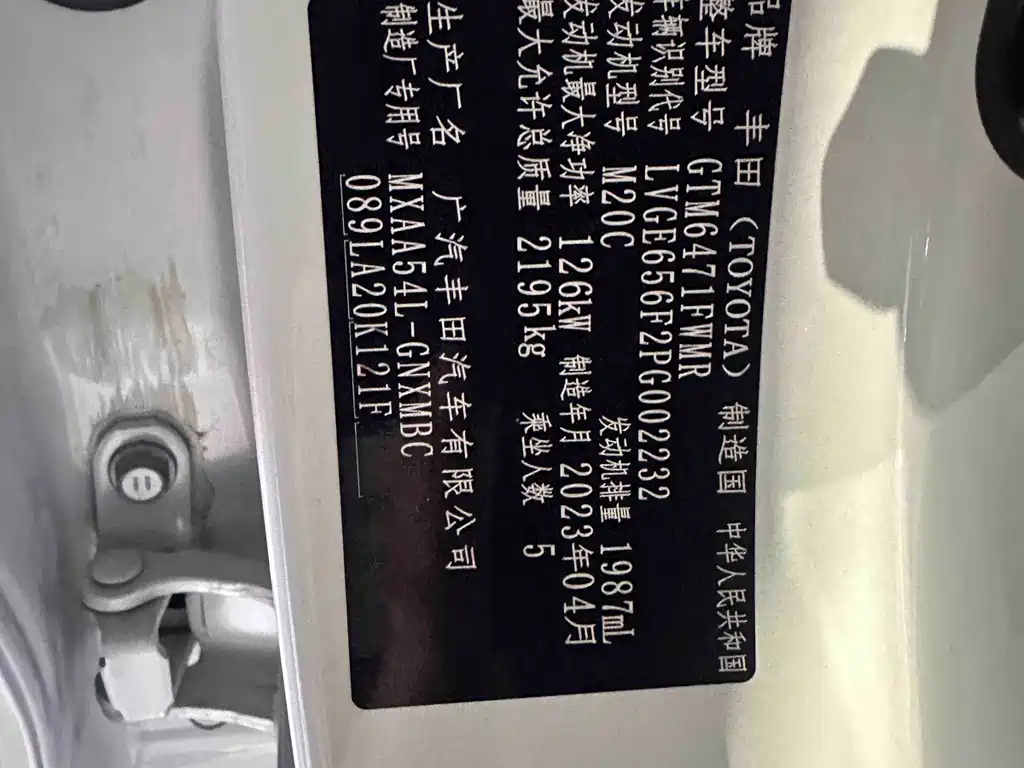 品牌 丰田（TOYOTA） 制造国 中华人民共和国
整车型号 GTM6471FWMR
车辆识别代号 LVGE656F2PG002232
发动机型号 M20C 发动机排量 1987mL
发动机最大净功率 126kW 制造年月 2023年04月
最大允许总质量 2195kg 乘坐人数 5
生产厂名 广汽丰田汽车有限公司
制造厂专用号 MXAA54L-GNXMBC
089LA20K121F